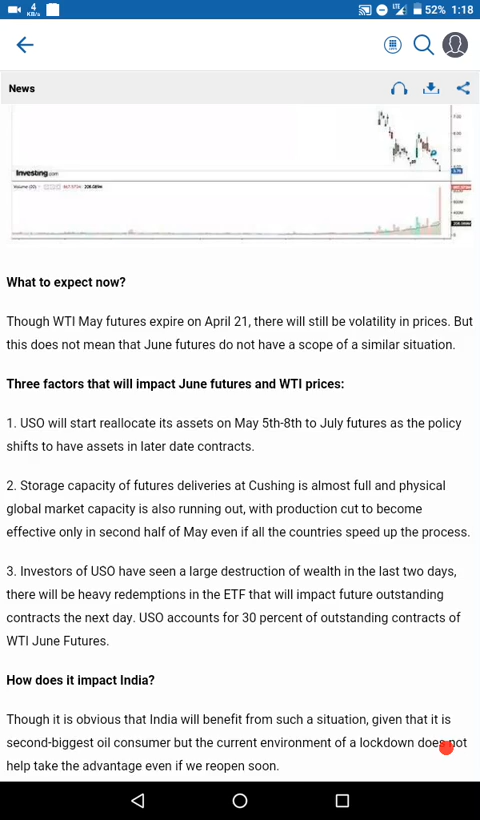 4 KB/s LTE 52% 1:18
News
Investing.com
Volume (20)
What to expect now?
Though WTI May futures expire on April 21, there will still be volatility in prices. But
this does not mean that June futures do not have a scope of a similar situation.
Three factors that will impact June futures and WTI prices:
1. USO will start reallocate its assets on May 5th-8th to July futures as the policy
shifts to have assets in later date contracts.
2. Storage capacity of futures deliveries at Cushing is almost full and physical
global market capacity is also running out, with production cut to become
effective only in second half of May even if all the countries speed up the process.
3. Investors of USO have seen a large destruction of wealth in the last two days,
there will be heavy redemptions in the ETF that will impact future outstanding
contracts the next day. USO accounts for 30 percent of outstanding contracts of
WTI June Futures.
How does it impact India?
Though it is obvious that India will benefit from such a situation, given that it is
second-biggest oil consumer but the current environment of a lockdown does not
help take the advantage even if we reopen soon.